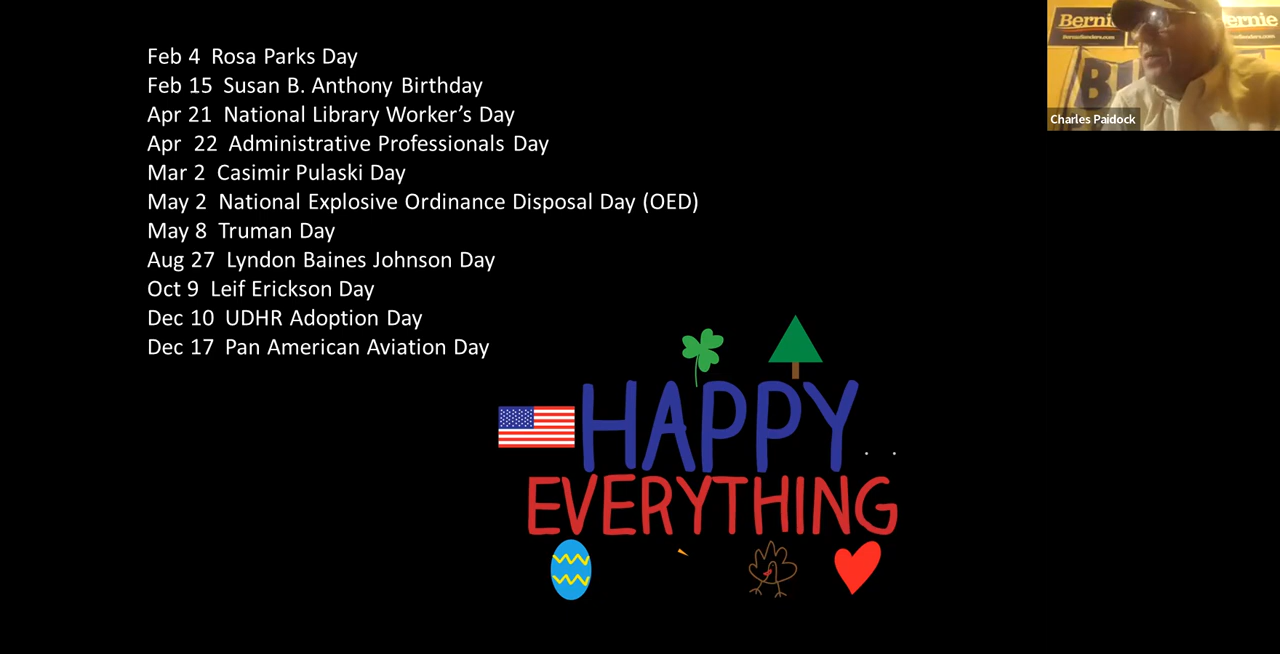 Feb 4 Rosa Parks Day
Feb 15 Susan B. Anthony Birthday
Apr 21 National Library Worker’s Day
Apr 22 Administrative Professionals Day
Mar 2 Casimir Pulaski Day
May 2 National Explosive Ordinance Disposal Day (OED)
May 8 Truman Day
Aug 27 Lyndon Baines Johnson Day
Oct 9 Leif Erickson Day
Dec 10 UDHR Adoption Day
Dec 17 Pan American Aviation Day
HAPPY..
EVERYTHING
Berni
ernie
Charles Paidock